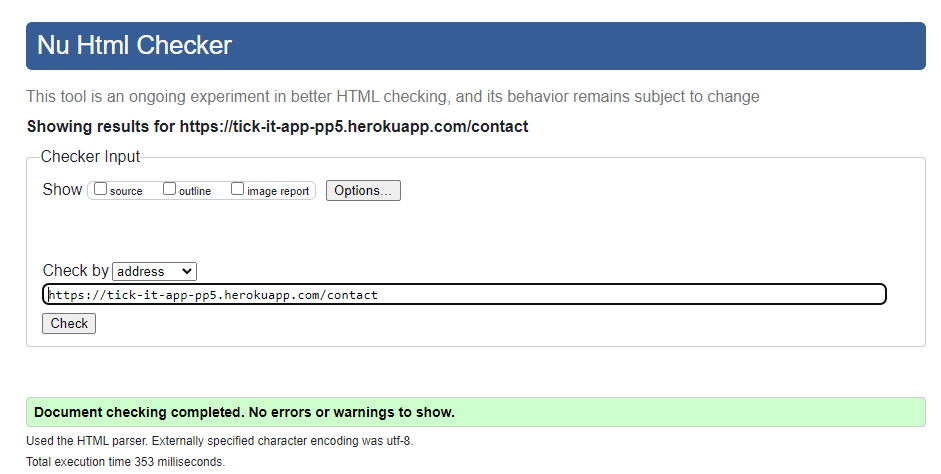 Nu Html Checker
This tool is an ongoing experiment in better HTML checking, and its behavior remains subject to change
Showing results for https://tick-it-app-pp5.herokuapp.com/contact
Checker Input
Show source outline image report Options...
Check by address
https://tick-it-app-pp5.herokuapp.com/contact
Check
Document checking completed. No errors or warnings to show.
Used the HTML parser. Externally specified character encoding was utf-8.
Total execution time 353 milliseconds.